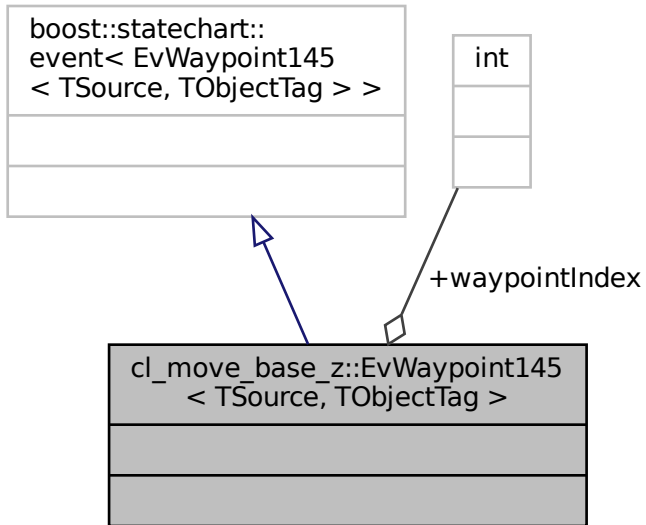 boost::statechart::
event< EvWaypoint145
< TSource, TObjectTag > >
int
+waypointIndex
cl_move_base_z::EvWaypoint145
< TSource, TObjectTag >